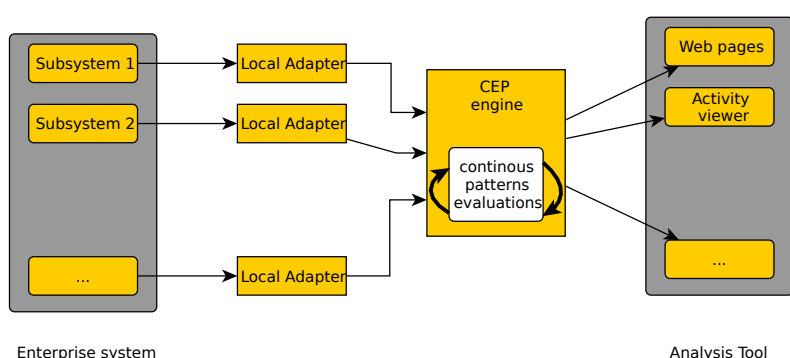 Subsystem 1
Local Adapter
Subsystem 2
Local Adapter
...
Local Adapter
CEP
engine
continous
patterns
evaluations
Web pages
Activity
viewer
...
Enterprise system
Analysis Tool